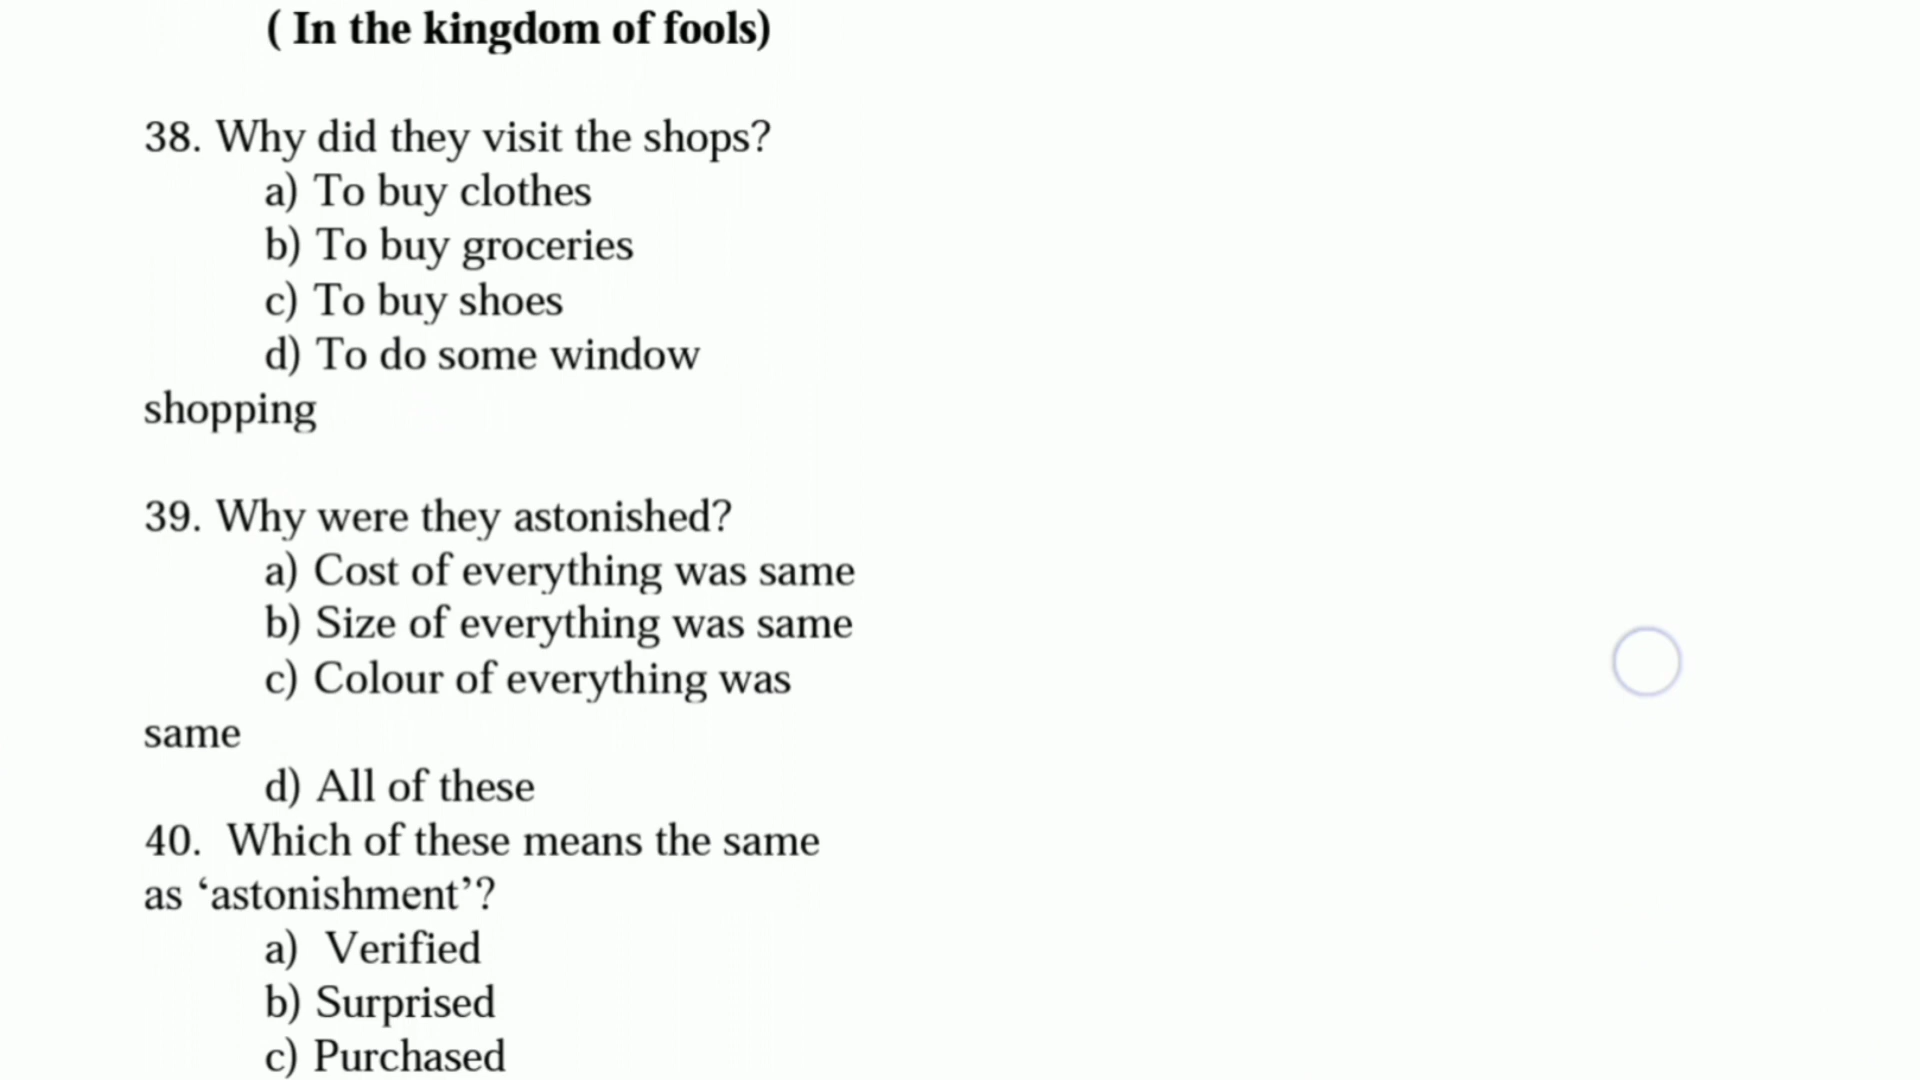 ( In the kingdom of fools)
38. Why did they visit the shops?
a) To buy clothes
b) To buy groceries
c) To buy shoes
d) To do some window
shopping
39. Why were they astonished?
a) Cost of everything was same
b) Size of everything was same
c) Colour of everything was
same
d) All of these
40. Which of these means the same
as ‘astonishment’?
a) Verified
b) Surprised
c) Purchased